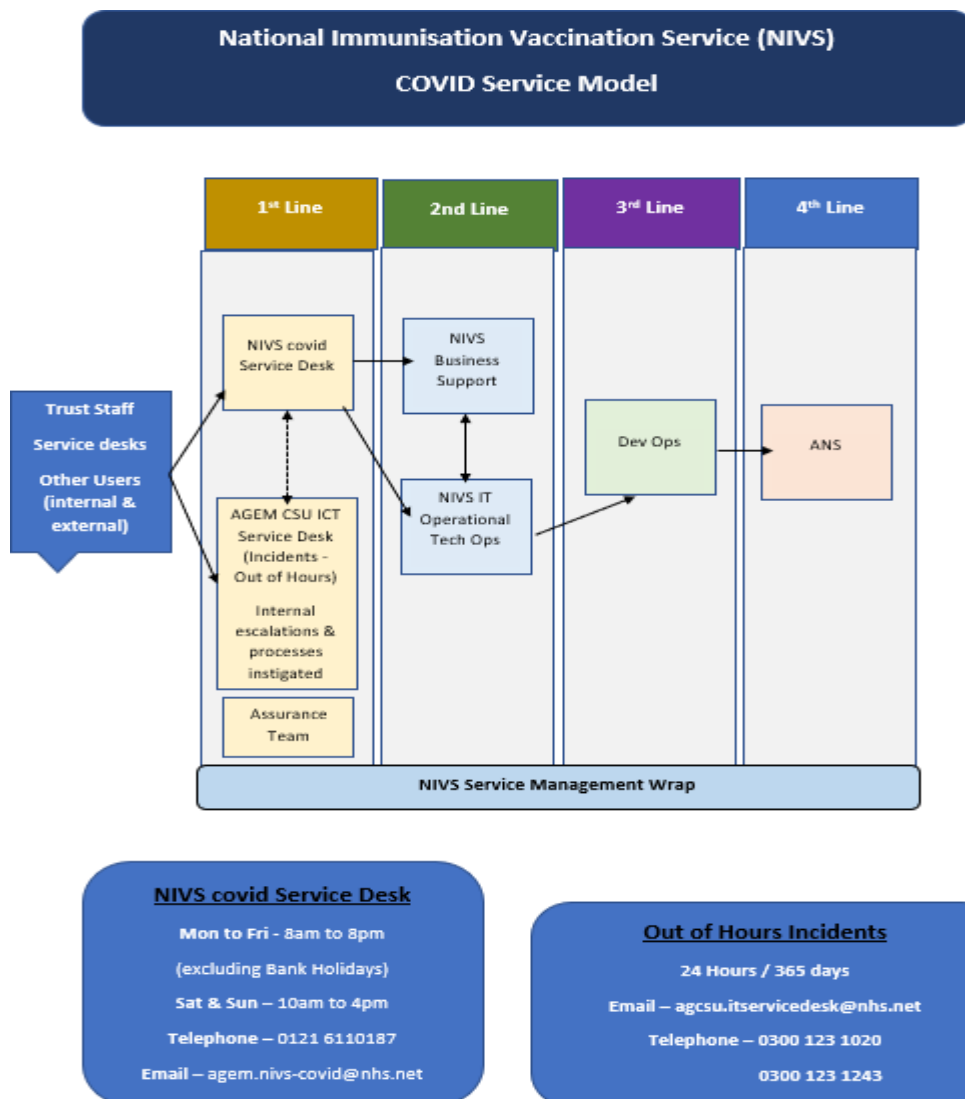 National Immunisation Vaccination Service (NIVS)
COVID Service Model
1st Line
2nd Line
3rd Line
4th Line
Trust Staff
Service desks
Other Users
(internal &
external)
NIVS covid
Service Desk
AGEM CSU ICT
Service Desk
(Incidents -
Out of Hours)
Internal
escalations &
processes
instigated
Assurance
Team
NIVS
Business
Support
NIVS IT
Operational
Tech Ops
Dev Ops
ANS
NIVS Service Management Wrap
NIVS covid Service Desk
Mon to Fri - 8am to 8pm
(excluding Bank Holidays)
Sat & Sun – 10am to 4pm
Telephone – 0121 6110187
Email – agem.nivs-covid@nhs.net
Out of Hours Incidents
24 Hours / 365 days
Email – agcsu.itservicedesk@nhs.net
Telephone – 0300 123 1020
0300 123 1243